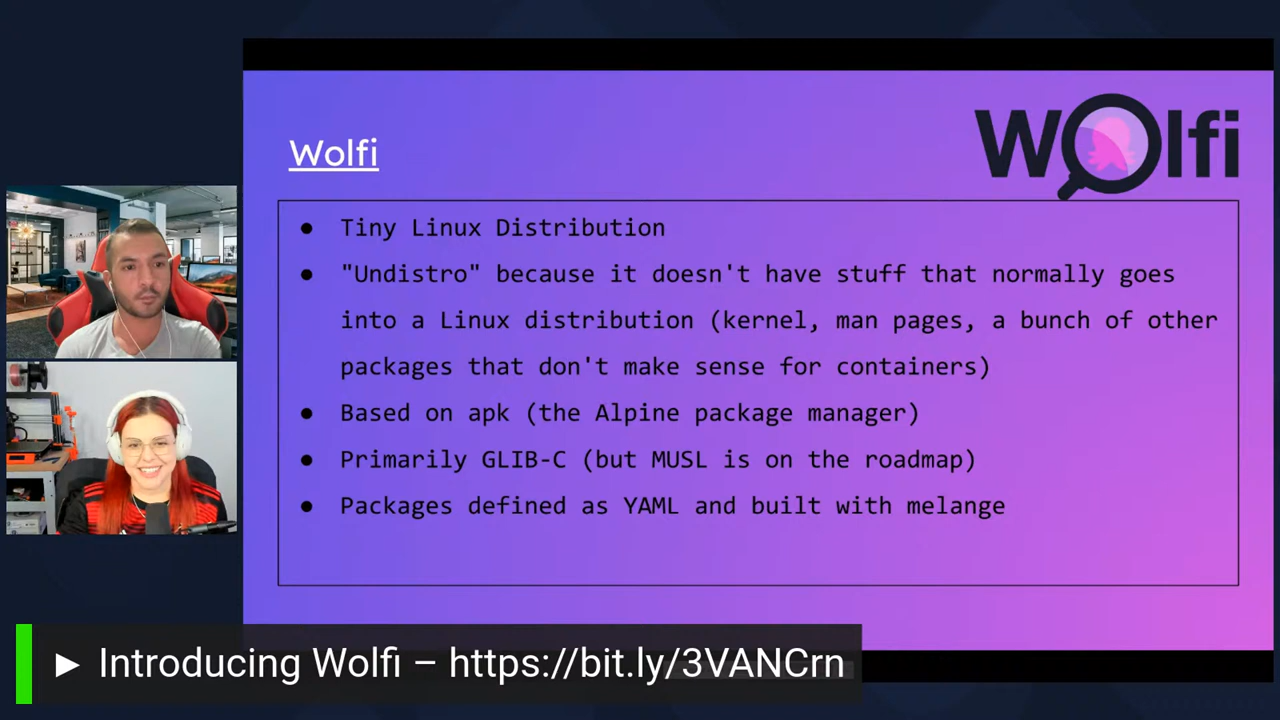 Wolfi
Wolfi
● Tiny Linux Distribution
● "Undistro" because it doesn't have stuff that normally goes
into a Linux distribution (kernel, man pages, a bunch of other
packages that don't make sense for containers)
● Based on apk (the Alpine package manager)
● Primarily GLIB-C (but MUSL is on the roadmap)
● Packages defined as YAML and built with melange
► Introducing Wolfi – https://bit.ly/3VANCrn